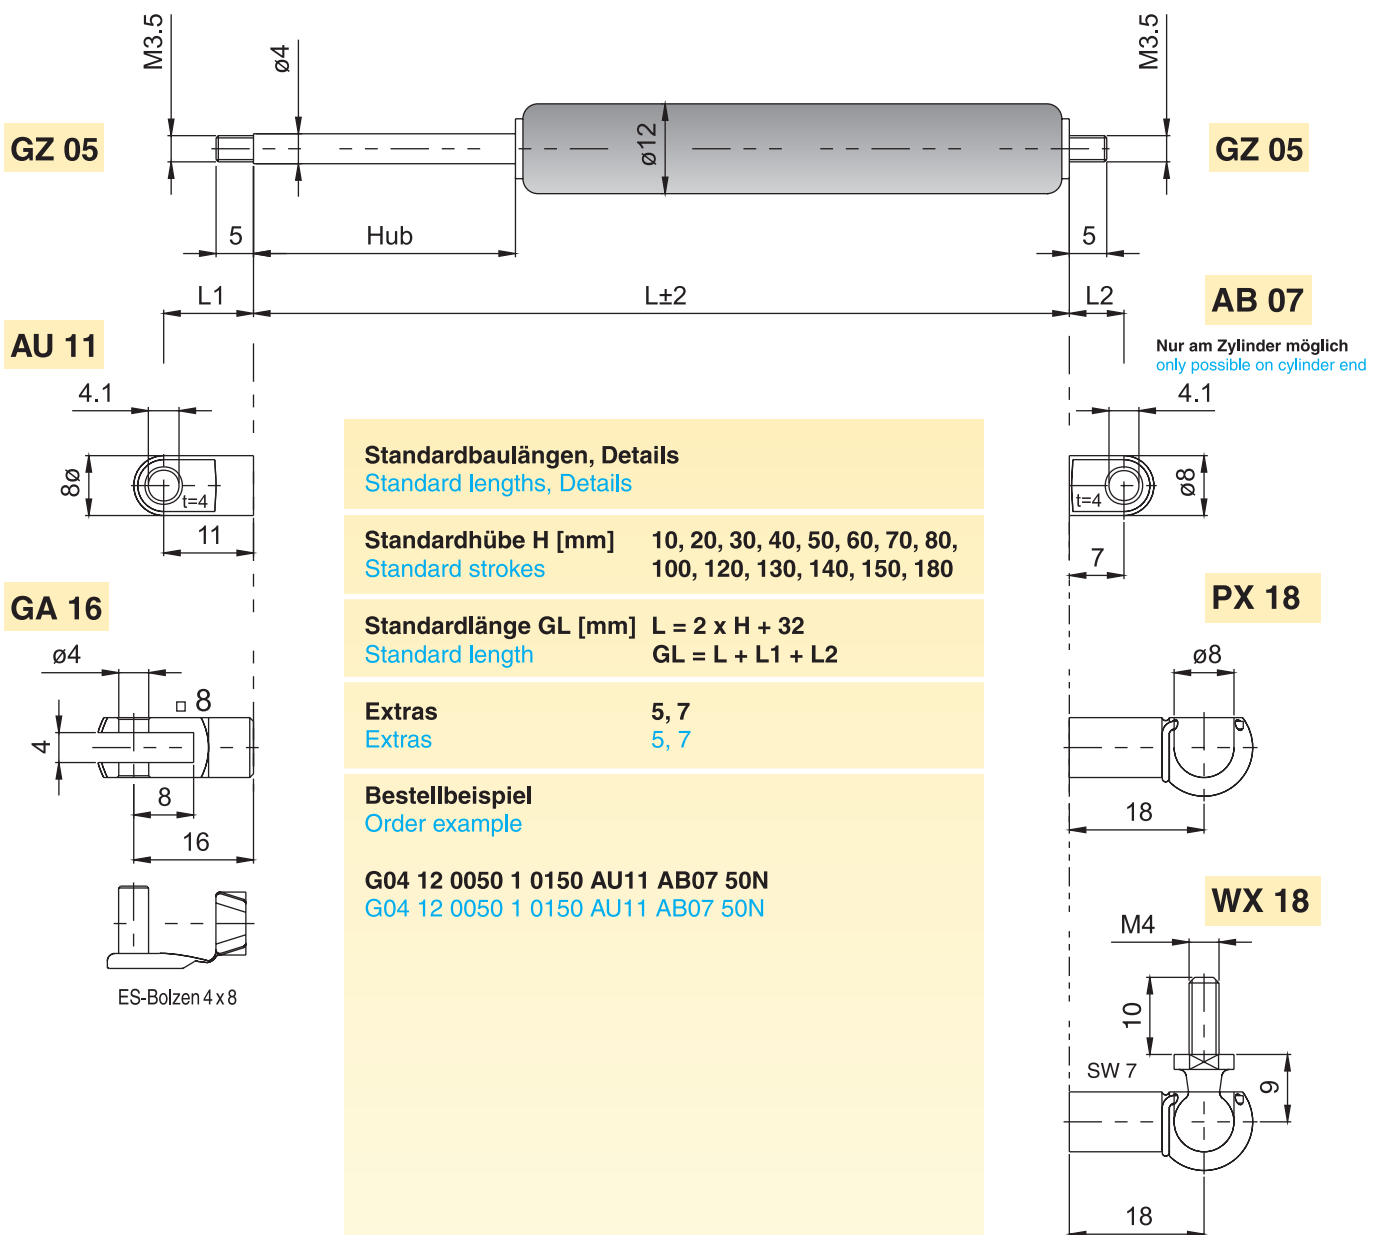 M3.5
ø4
M3.5
GZ 05
ø12
GZ 05
5
Hub
5
L1
L±2
L2
AB 07
Nur am Zylinder möglich
only possible on cylinder end
AU 11
4.1
8ø
t=4
11
4.1
ø8
t=4
7
Standardbaulängen, Details
Standard lengths, Details
Standardhübe H [mm] 10, 20, 30, 40, 50, 60, 70, 80,
Standard strokes 100, 120, 130, 140, 150, 180
Standardlänge GL [mm] L = 2 x H + 32
Standard length GL = L + L1 + L2
Extras 5, 7
Extras 5, 7
Bestellbeispiel
Order example
G04 12 0050 1 0150 AU11 AB07 50N
G04 12 0050 1 0150 AU11 AB07 50N
GA 16
ø4
□ 8
4
8
16
ES-Bolzen 4 x 8
PX 18
ø8
18
WX 18
M4
10
SW 7
9
18